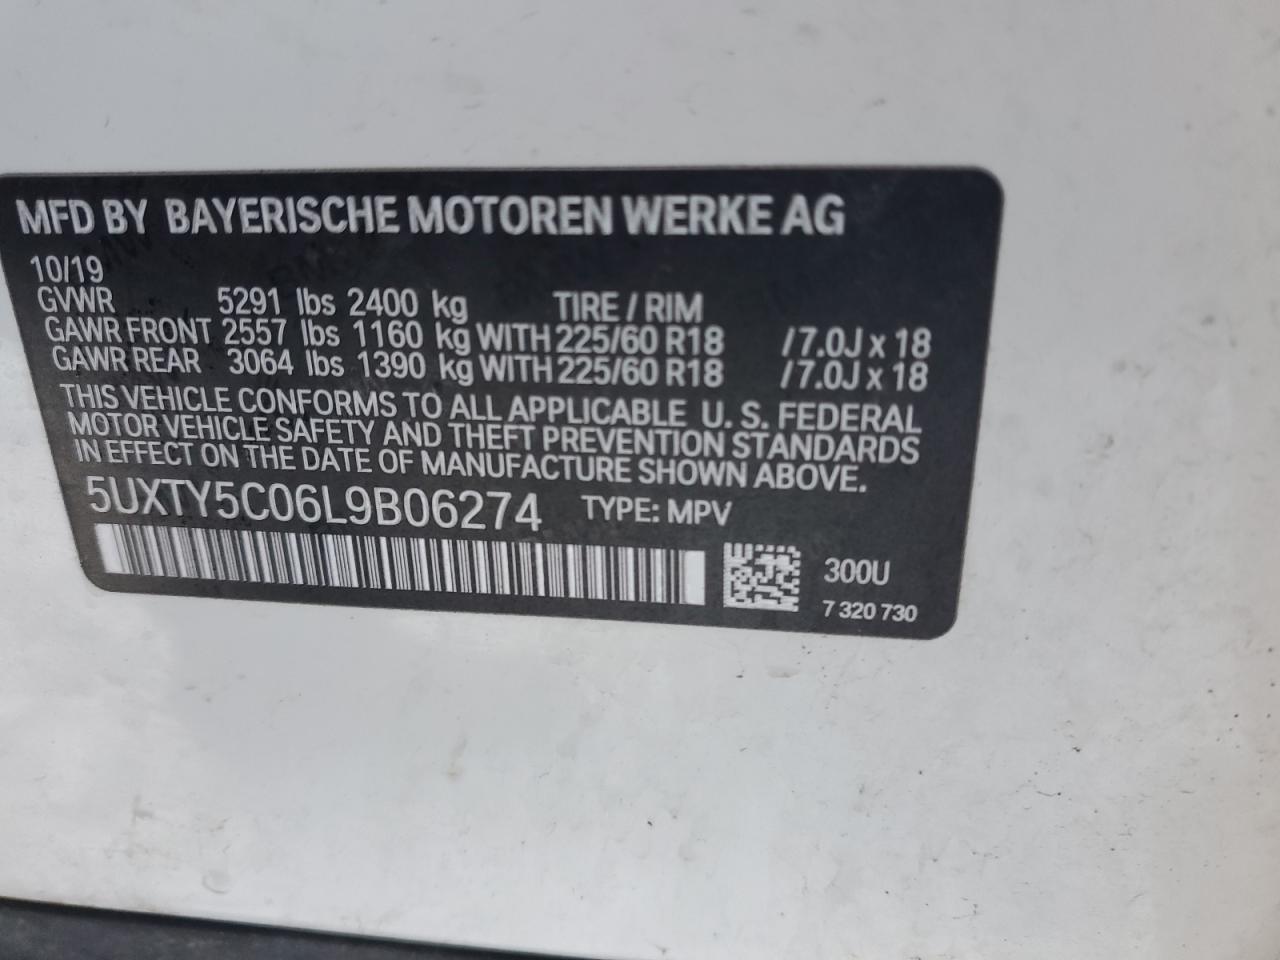 MFD BY BAYERISCHE MOTOREN WERKE AG
10/19
GVWR 5291 lbs 2400 kg TIRE / RIM
GAWR FRONT 2557 lbs 1160 kg WITH 225/60 R18 /7.0J x 18
GAWR REAR 3064 lbs 1390 kg WITH 225/60 R18 /7.0J x 18
THIS VEHICLE CONFORMS TO ALL APPLICABLE U. S. FEDERAL
MOTOR VEHICLE SAFETY AND THEFT PREVENTION STANDARDS
IN EFFECT ON THE DATE OF MANUFACTURE SHOWN ABOVE.
5UXTY5C06L9B06274 TYPE: MPV
300U
7 320 730